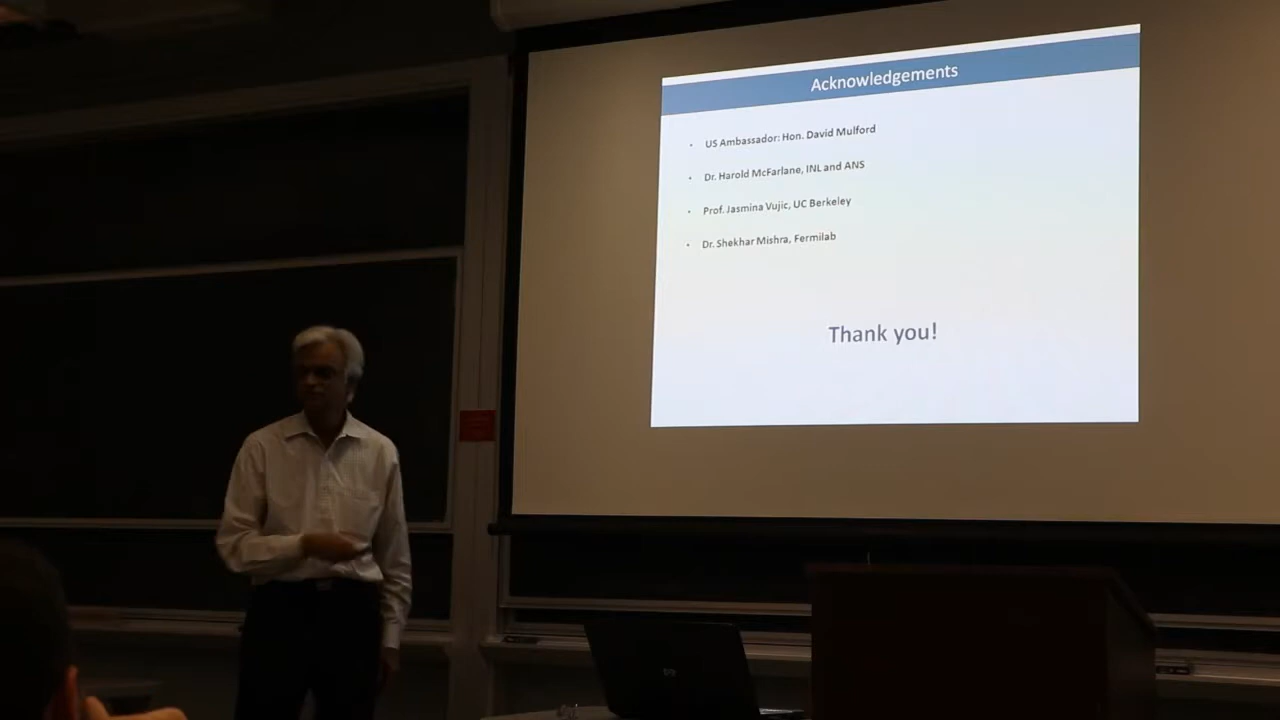 Acknowledgements
• US Ambassador: Hon. David Mulford
• Dr. Harold McFarlane, INL and ANS
• Prof. Jasmina Vujic, UC Berkeley
• Dr. Shekhar Mishra, Fermilab
Thank you!
hp